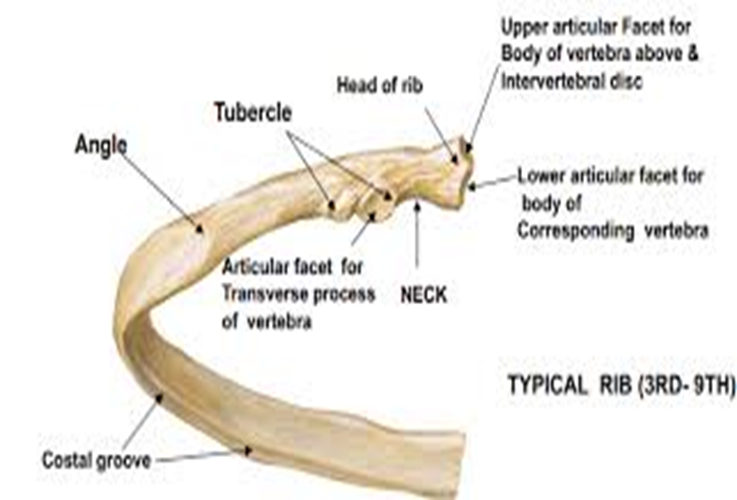 Upper articular Facet for
Body of vertebra above &
Intervertebral disc
Head of rib
Tubercle
Angle
Lower articular facet for
body of
Corresponding vertebra
Articular facet for
Transverse process
of vertebra
NECK
TYPICAL RIB (3RD- 9TH)
Costal groove